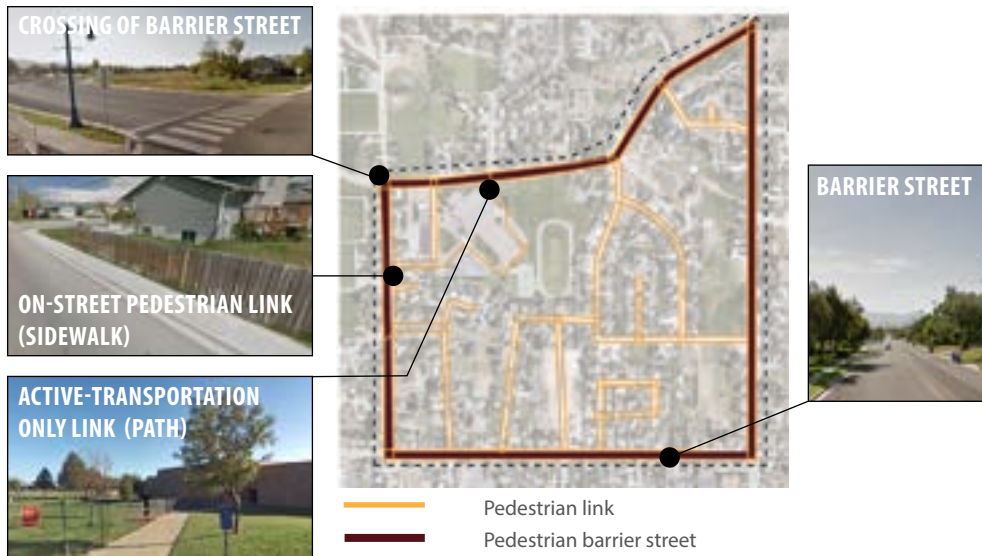 CROSSING OF BARRIER STREET
ON-STREET PEDESTRIAN LINK
(SIDEWALK)
ACTIVE-TRANSPORTATION
ONLY LINK (PATH)
BARRIER STREET
Pedestrian link
Pedestrian barrier street